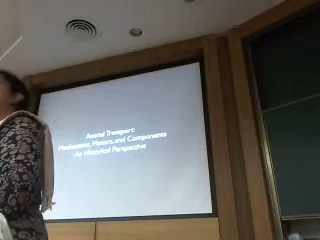 Axonal Transport:
Mechanisms, Motors, and Components
An Historical Perspective